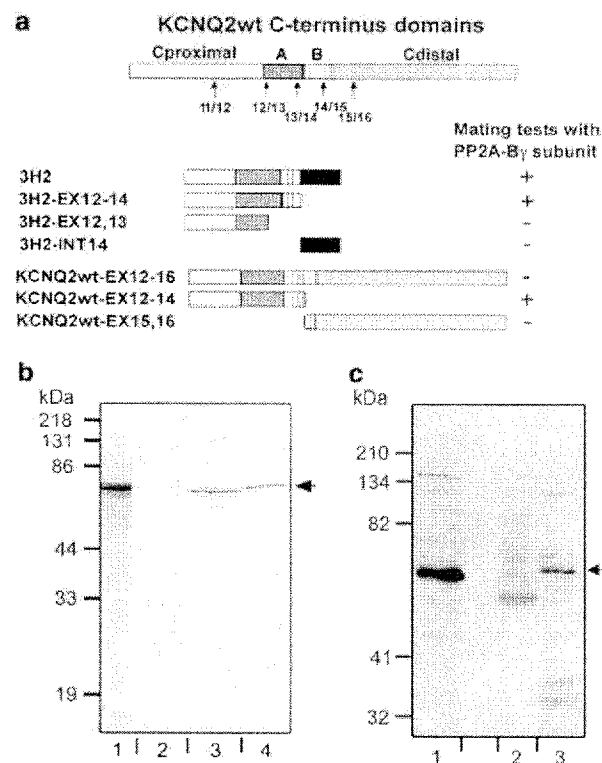 a
KCNQ2wt C-terminus domains
Cproximal A B Cdistal
11/12 12/13 13/14 14/15 15/16
Mating tests with
PP2A-Bγ subunit
3H2 +
3H2-EX12-14 +
3H2-EX12,13 -
3H2-INT14 -
KCNQ2wt-EX12-16 -
KCNQ2wt-EX12-14 +
KCNQ2wt-EX15,16 -
b
kDa
218
131
86
44
33
19
1 2 3 4
c
kDa
210
134
82
41
32
1 2 3